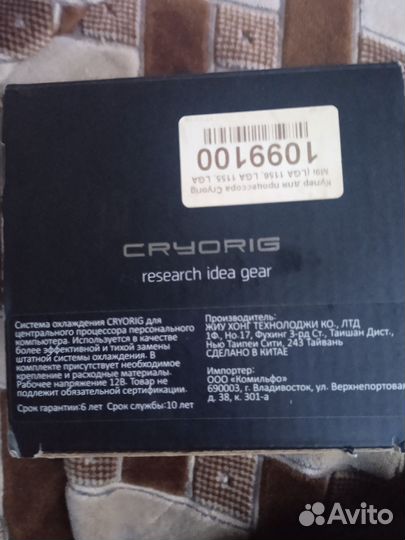 Кулер для процессора Cryorig
M9i (LGA 1156, LGA 1155, LGA
1099100
CRYORIG
research idea gear
Система охлаждения CRYORIG для
центрального процессора персонального
компьютера. Используется в качестве
более эффективной и тихой замены
штатной системы охлаждения. В
комплекте присутствует необходимое
крепление и расходные материалы.
Рабочее напряжение 12В. Товар не
подлежит обязательной сертификации.
Срок гарантии:6 лет Срок службы:10 лет
Производитель:
ЖИУ ХОНГ ТЕХНОЛОДЖИ КО., ЛТД
1Ф., Но.17, Фухинг 3-рд Ст., Таишан Дист.,
Нью Таипеи Сити, 243 Тайвань
СДЕЛАНО В КИТАЕ
Импортер:
ООО «Комильфо»
690003, г. Владивосток, ул. Верхнепортовая
д. 38, к. 301-а
Avito